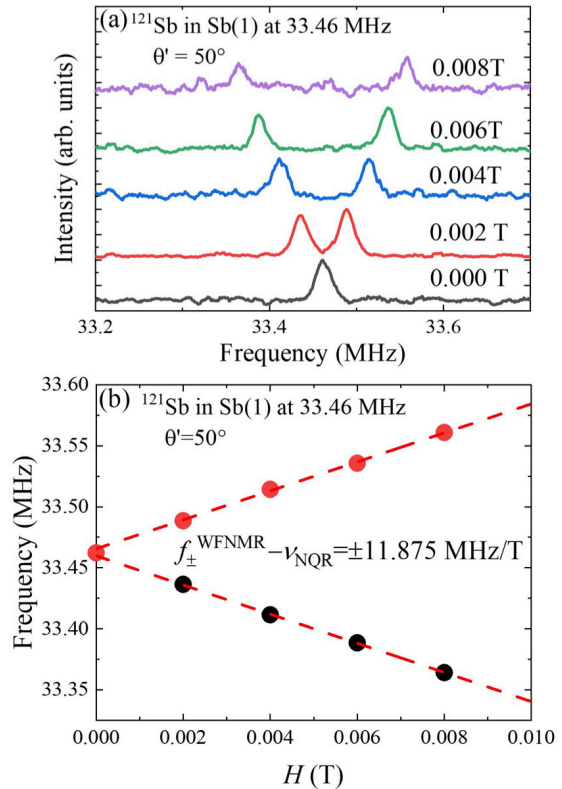 (a) ¹²¹Sb in Sb(1) at 33.46 MHz
θ' = 50°
0.008T
0.006T
0.004T
0.002 T
0.000 T
Intensity (arb. units)
33.2 33.4 33.6
Frequency (MHz)
(b) ¹²¹Sb in Sb(1) at 33.46 MHz
θ'=50°
33.60
33.55
33.50
33.45
33.40
33.35
Frequency (MHz)
f±^WFNMR−ν_NQR=±11.875 MHz/T
0.000 0.002 0.004 0.006 0.008 0.010
H (T)